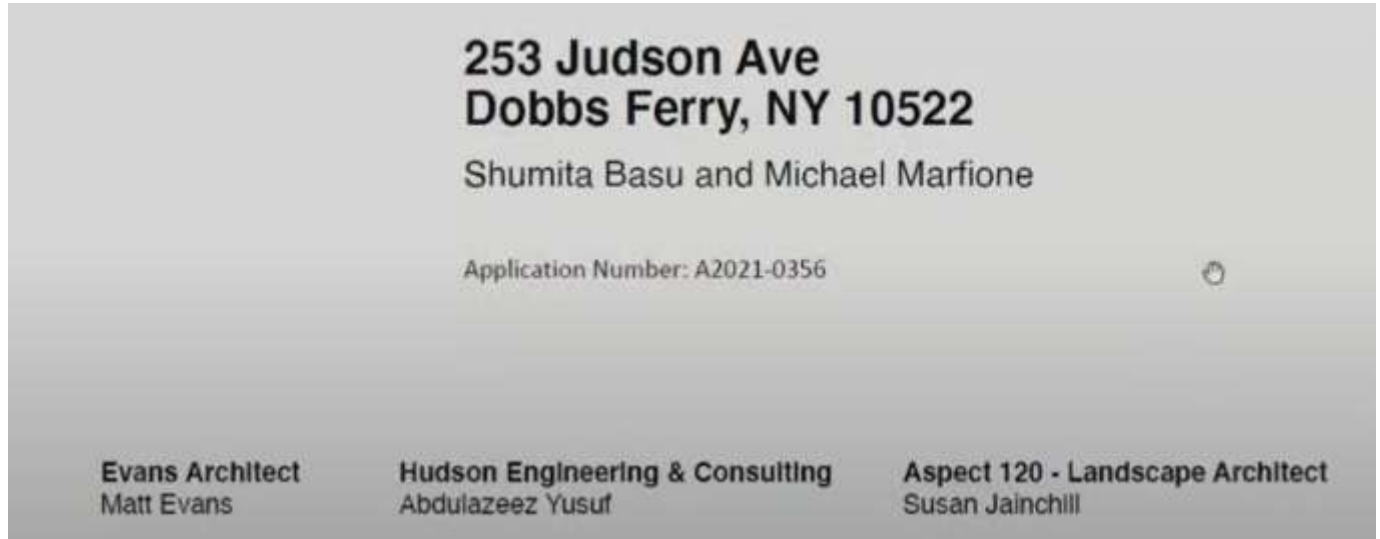 253 Judson Ave
Dobbs Ferry, NY 10522
Shumita Basu and Michael Marfione
Application Number: A2021-0356
Evans Architect
Matt Evans
Hudson Engineering & Consulting
Abdulazeez Yusuf
Aspect 120 - Landscape Architect
Susan Jainchill